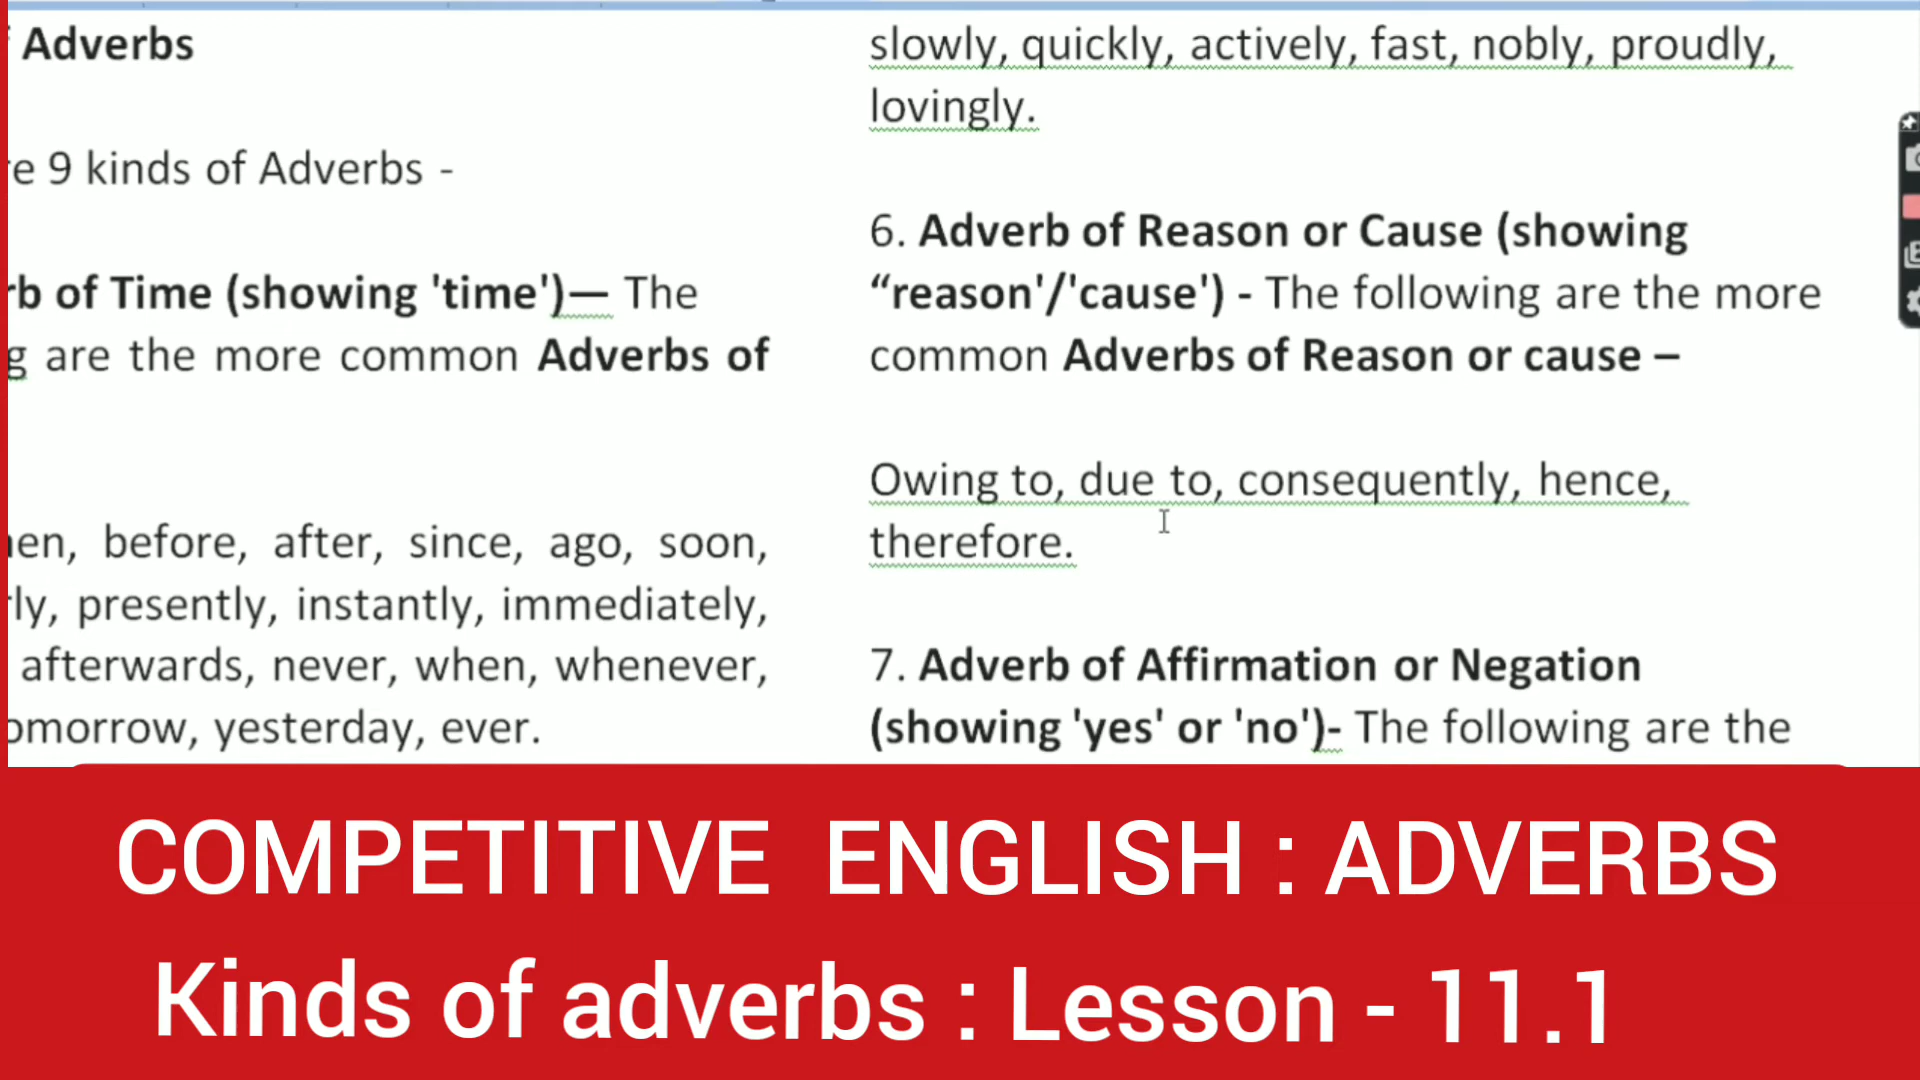 Adverbs
re 9 kinds of Adverbs -
rb of Time (showing 'time')— The
g are the more common Adverbs of
en, before, after, since, ago, soon,
rly, presently, instantly, immediately,
afterwards, never, when, whenever,
omorrow, yesterday, ever.
slowly, quickly, actively, fast, nobly, proudly,
lovingly.
6. Adverb of Reason or Cause (showing
“reason'/'cause') - The following are the more
common Adverbs of Reason or cause –
Owing to, due to, consequently, hence,
therefore.
7. Adverb of Affirmation or Negation
(showing 'yes' or 'no')- The following are the
COMPETITIVE ENGLISH : ADVERBS
Kinds of adverbs : Lesson - 11.1